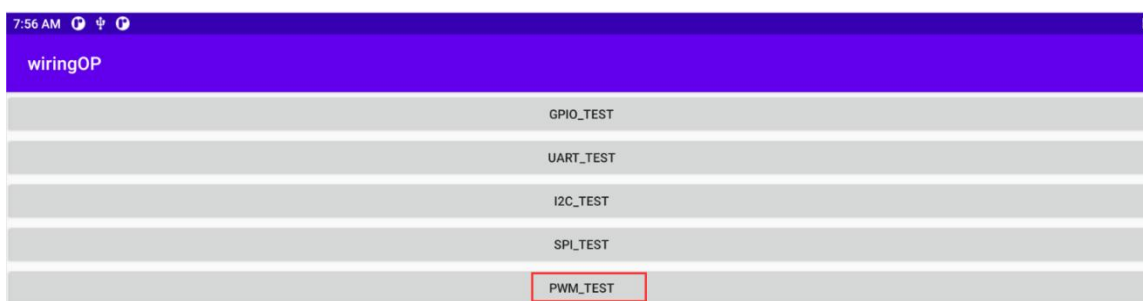 7:56 AM
wiringOP
GPIO_TEST
UART_TEST
I2C_TEST
SPI_TEST
PWM_TEST